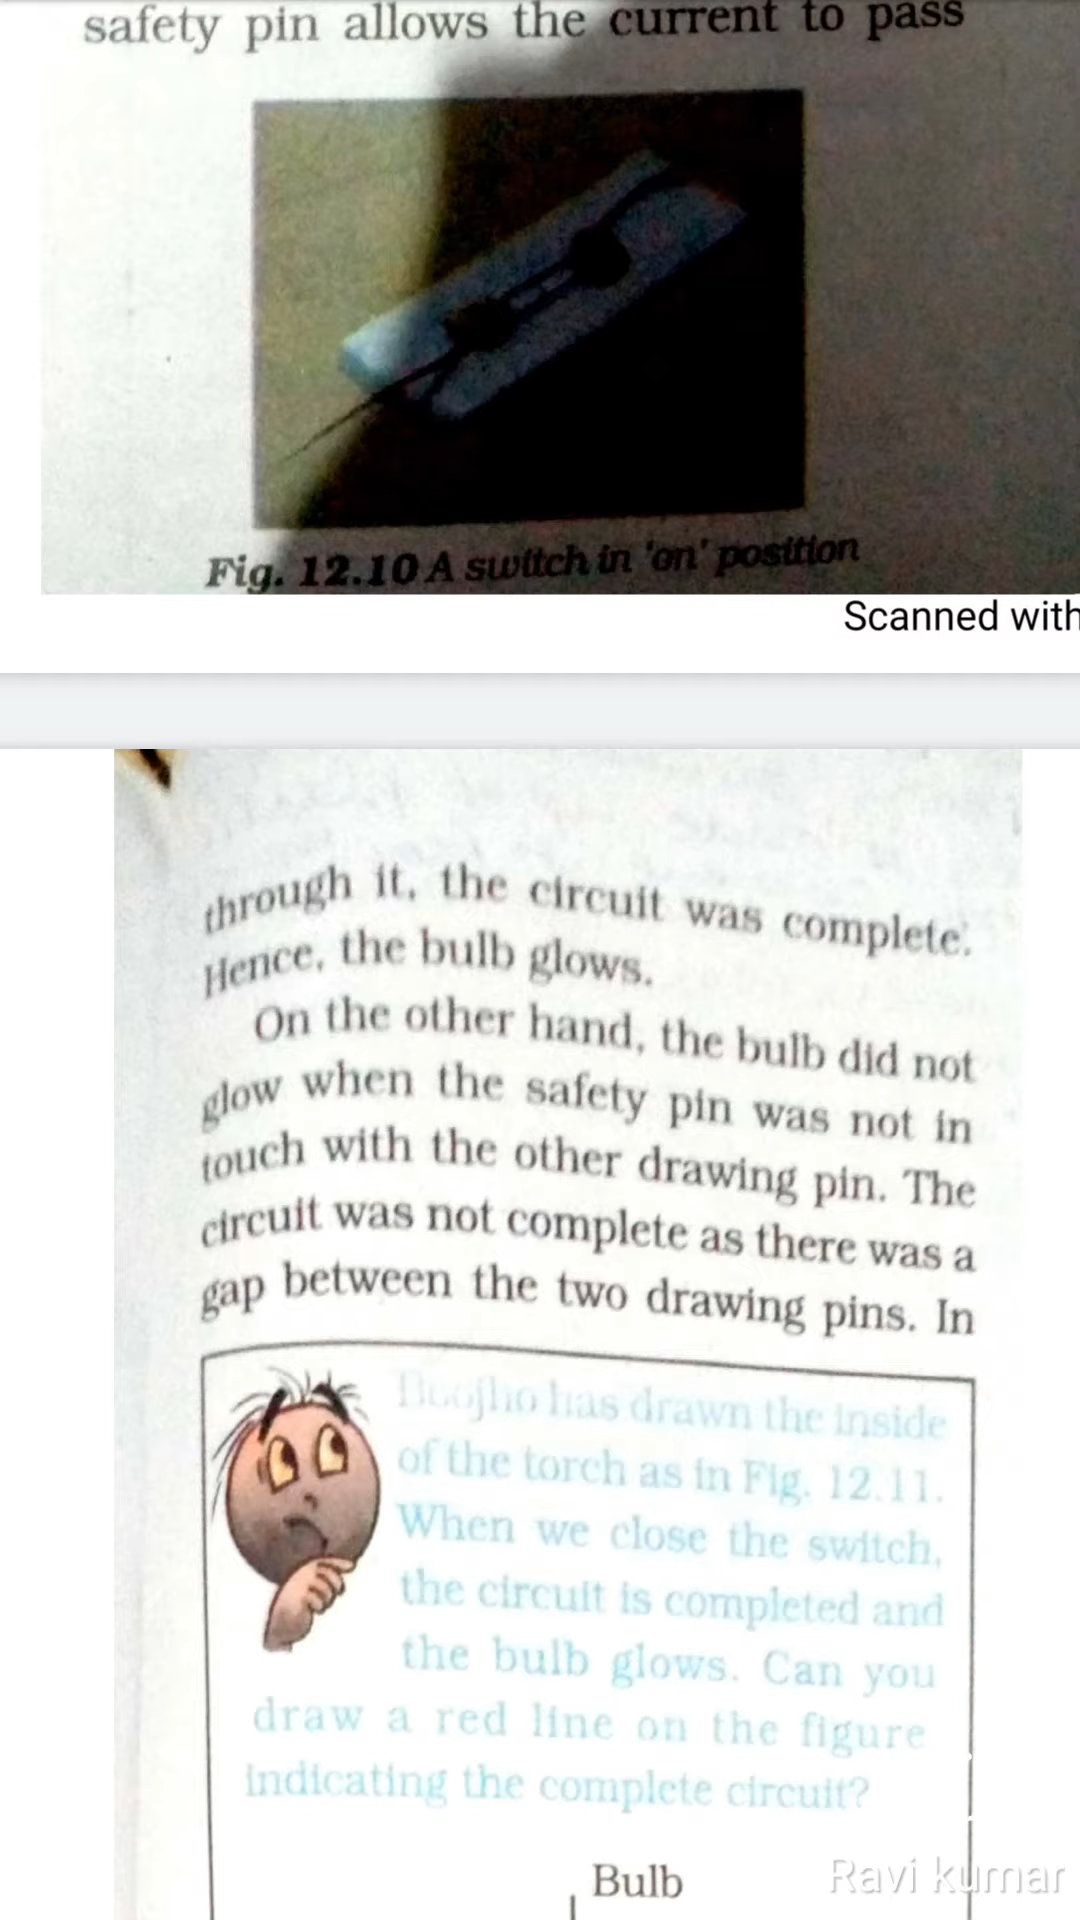 safety pin allows the current to pass
Fig. 12.10 A switch in 'on' position
Scanned with
through it, the circuit was complete.
Hence, the bulb glows.
On the other hand, the bulb did not
glow when the safety pin was not in
touch with the other drawing pin. The
circuit was not complete as there was a
gap between the two drawing pins. In
Boojho has drawn the inside
of the torch as in Fig. 12.11.
When we close the switch,
the circuit is completed and
the bulb glows. Can you
draw a red line on the figure
indicating the complete circuit?
Bulb
Ravi kumar